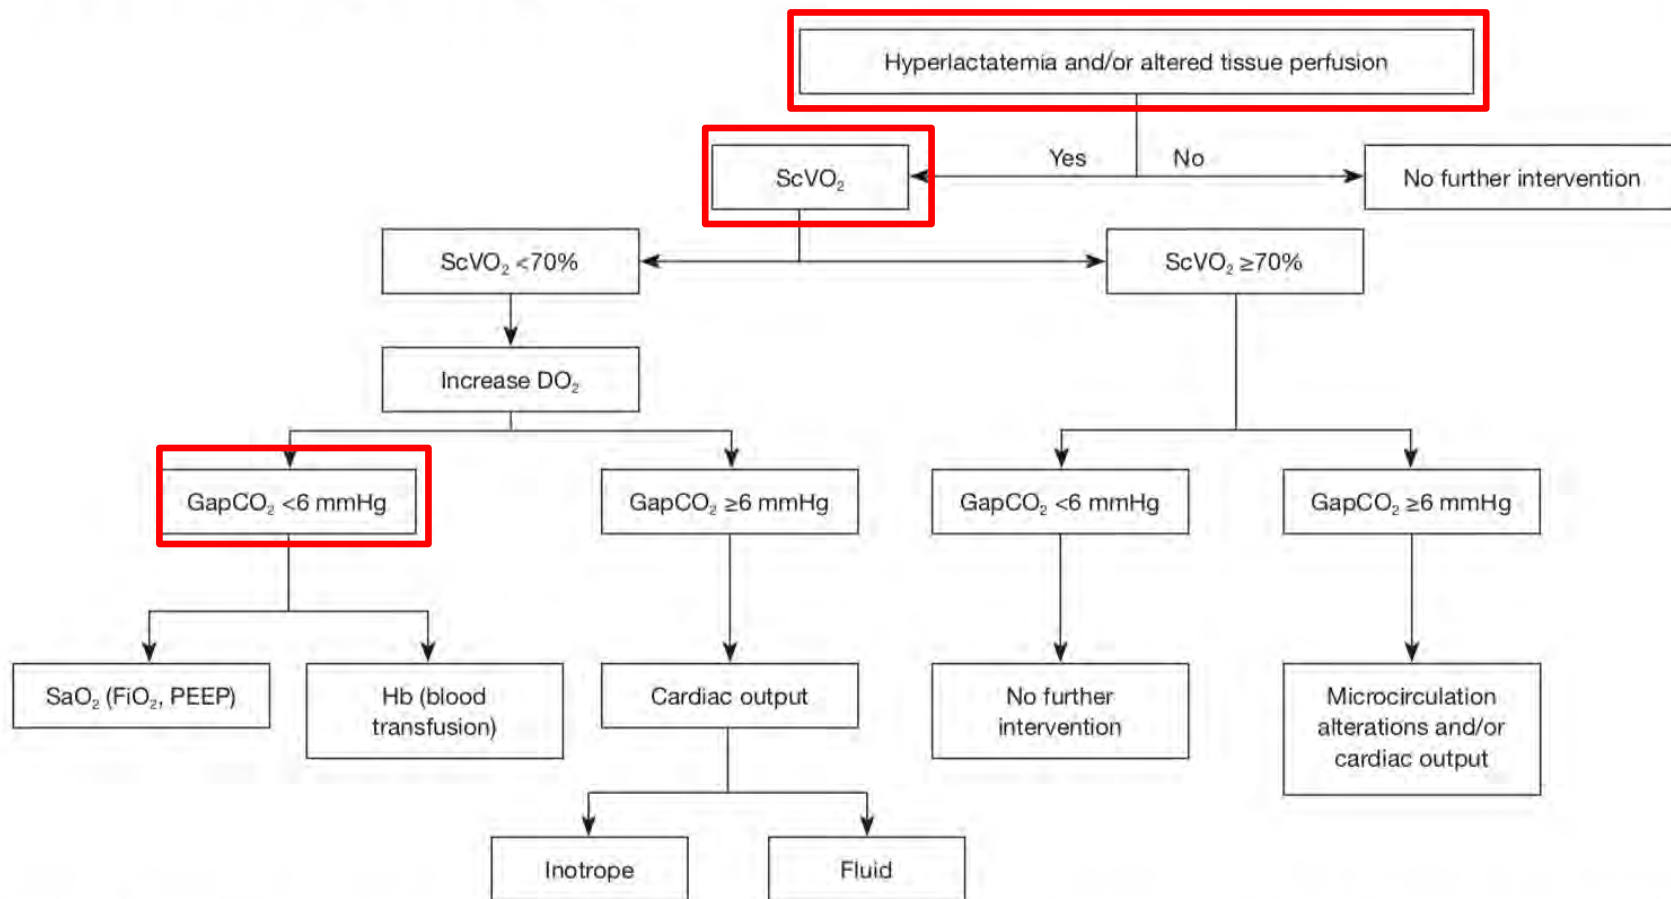 Hyperlactatemia and/or altered tissue perfusion
Yes
No
ScVO₂
No further intervention
ScVO₂ <70%
ScVO₂ ≥70%
Increase DO₂
GapCO₂ <6 mmHg
GapCO₂ ≥6 mmHg
GapCO₂ <6 mmHg
GapCO₂ ≥6 mmHg
SaO₂ (FiO₂, PEEP)
Hb (blood
transfusion)
Cardiac output
No further
intervention
Microcirculation
alterations and/or
cardiac output
Inotrope
Fluid